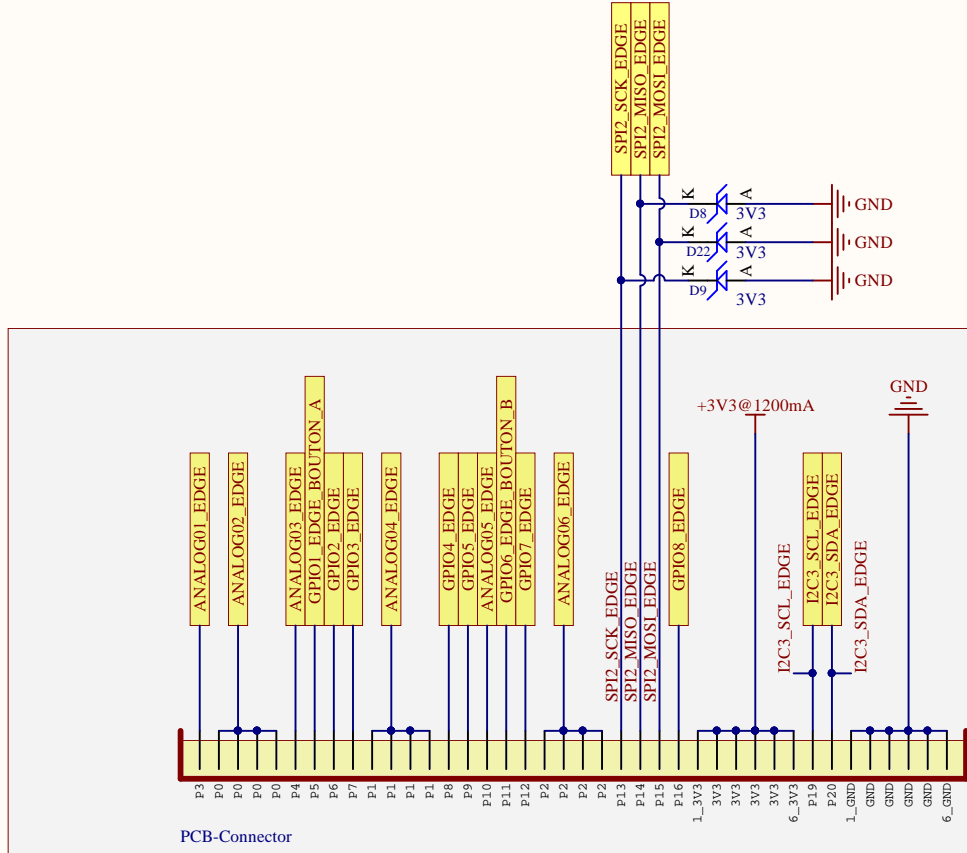 SPI2_SCK_EDGE
SPI2_MISO_EDGE
SPI2_MOSI_EDGE
K
D8
A
3V3
GND
K
D22
A
3V3
GND
K
D9
A
3V3
GND
ANALOG01_EDGE
ANALOG02_EDGE
ANALOG03_EDGE
GPIO1_EDGE_BOUTON_A
GPIO2_EDGE
GPIO3_EDGE
ANALOG04_EDGE
GPIO4_EDGE
GPIO5_EDGE
ANALOG05_EDGE
GPIO6_EDGE_BOUTON_B
GPIO7_EDGE
ANALOG06_EDGE
SPI2_SCK_EDGE
SPI2_MISO_EDGE
SPI2_MOSI_EDGE
GPIO8_EDGE
+3V3@1200mA
I2C3_SCL_EDGE
I2C3_SCL_EDGE
I2C3_SDA_EDGE
I2C3_SDA_EDGE
GND
P3
P0
P0
P0
P0
P4
P5
P6
P7
P1
P1
P1
P1
P8
P9
P10
P11
P12
P2
P2
P2
P2
P13
P14
P15
P16
1_3V3
3V3
3V3
3V3
3V3
6_3V3
P19
P20
1_GND
GND
GND
GND
GND
6_GND
PCB-Connector